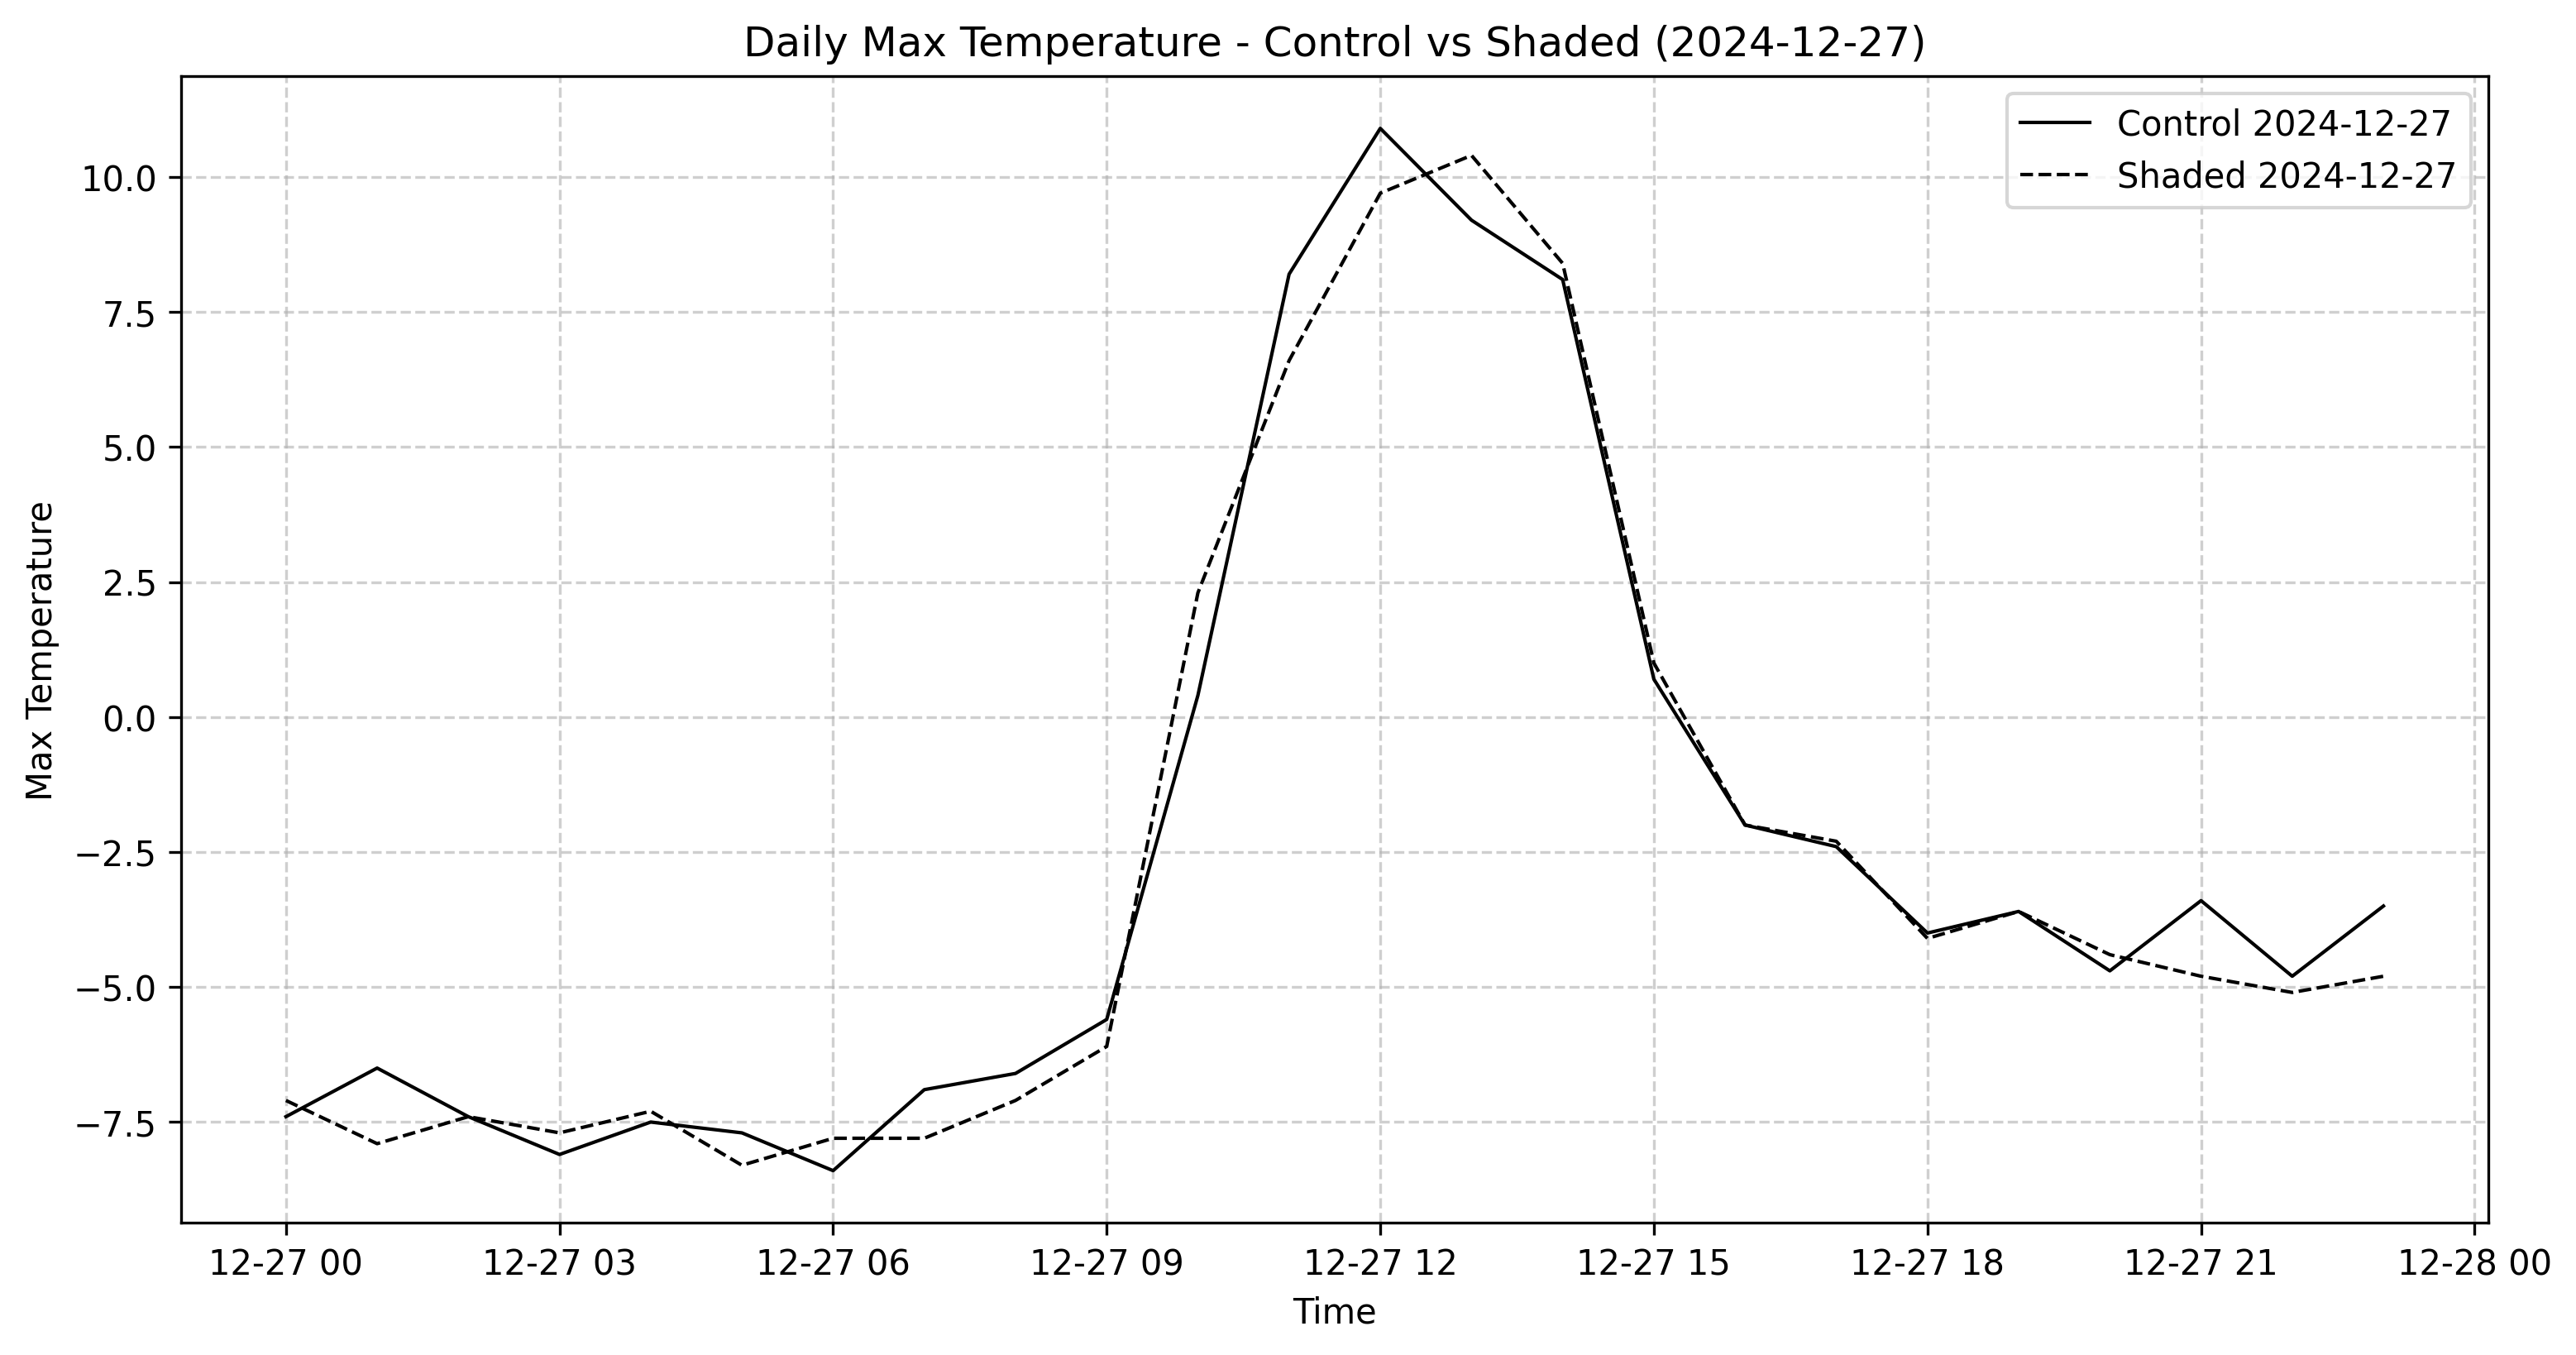 Daily Max Temperature - Control vs Shaded (2024-12-27)
Control 2024-12-27
Shaded 2024-12-27
10.0
7.5
5.0
2.5
0.0
−2.5
−5.0
−7.5
Max Temperature
12-27 00 12-27 03 12-27 06 12-27 09 12-27 12 12-27 15 12-27 18 12-27 21 12-28 00
Time